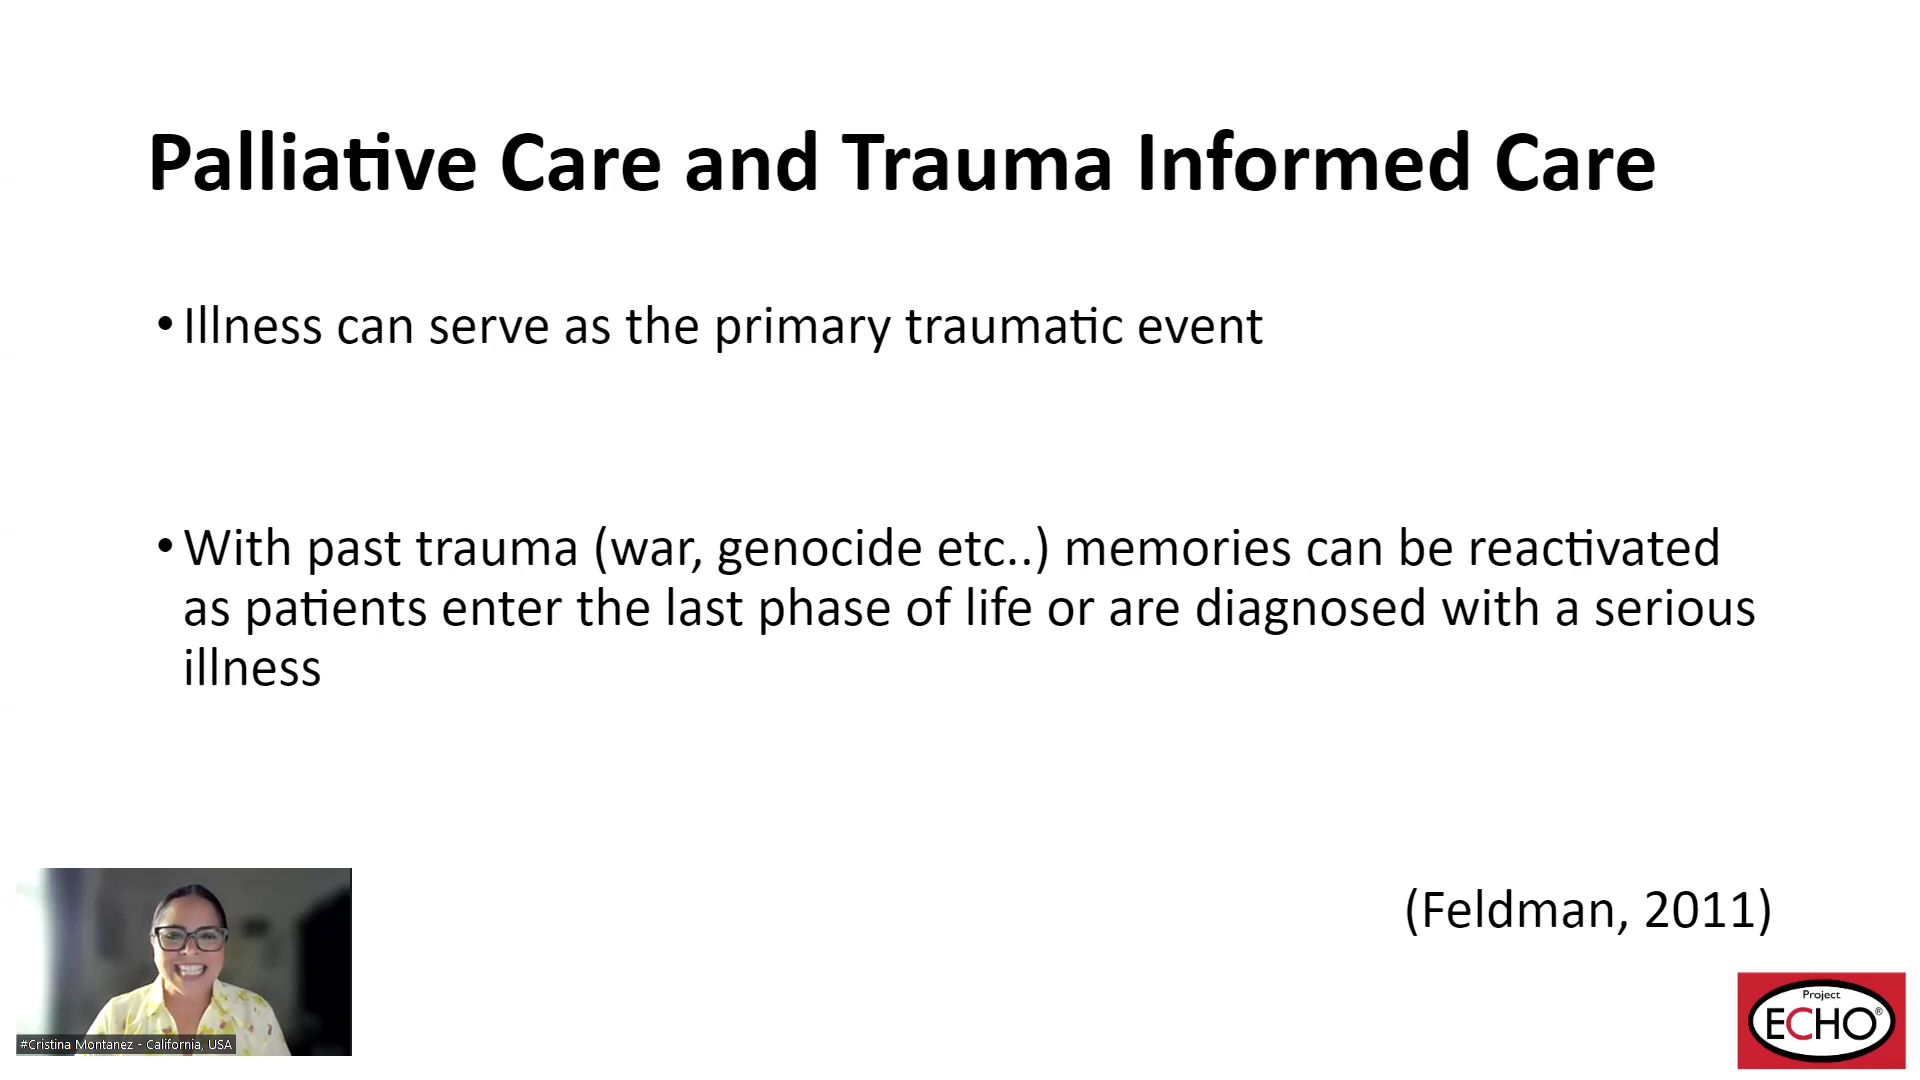 Palliative Care and Trauma Informed Care
• Illness can serve as the primary traumatic event
• With past trauma (war, genocide etc..) memories can be reactivated
as patients enter the last phase of life or are diagnosed with a serious
illness
(Feldman, 2011)
#Cristina Montanez - California, USA
Project
ECHO®